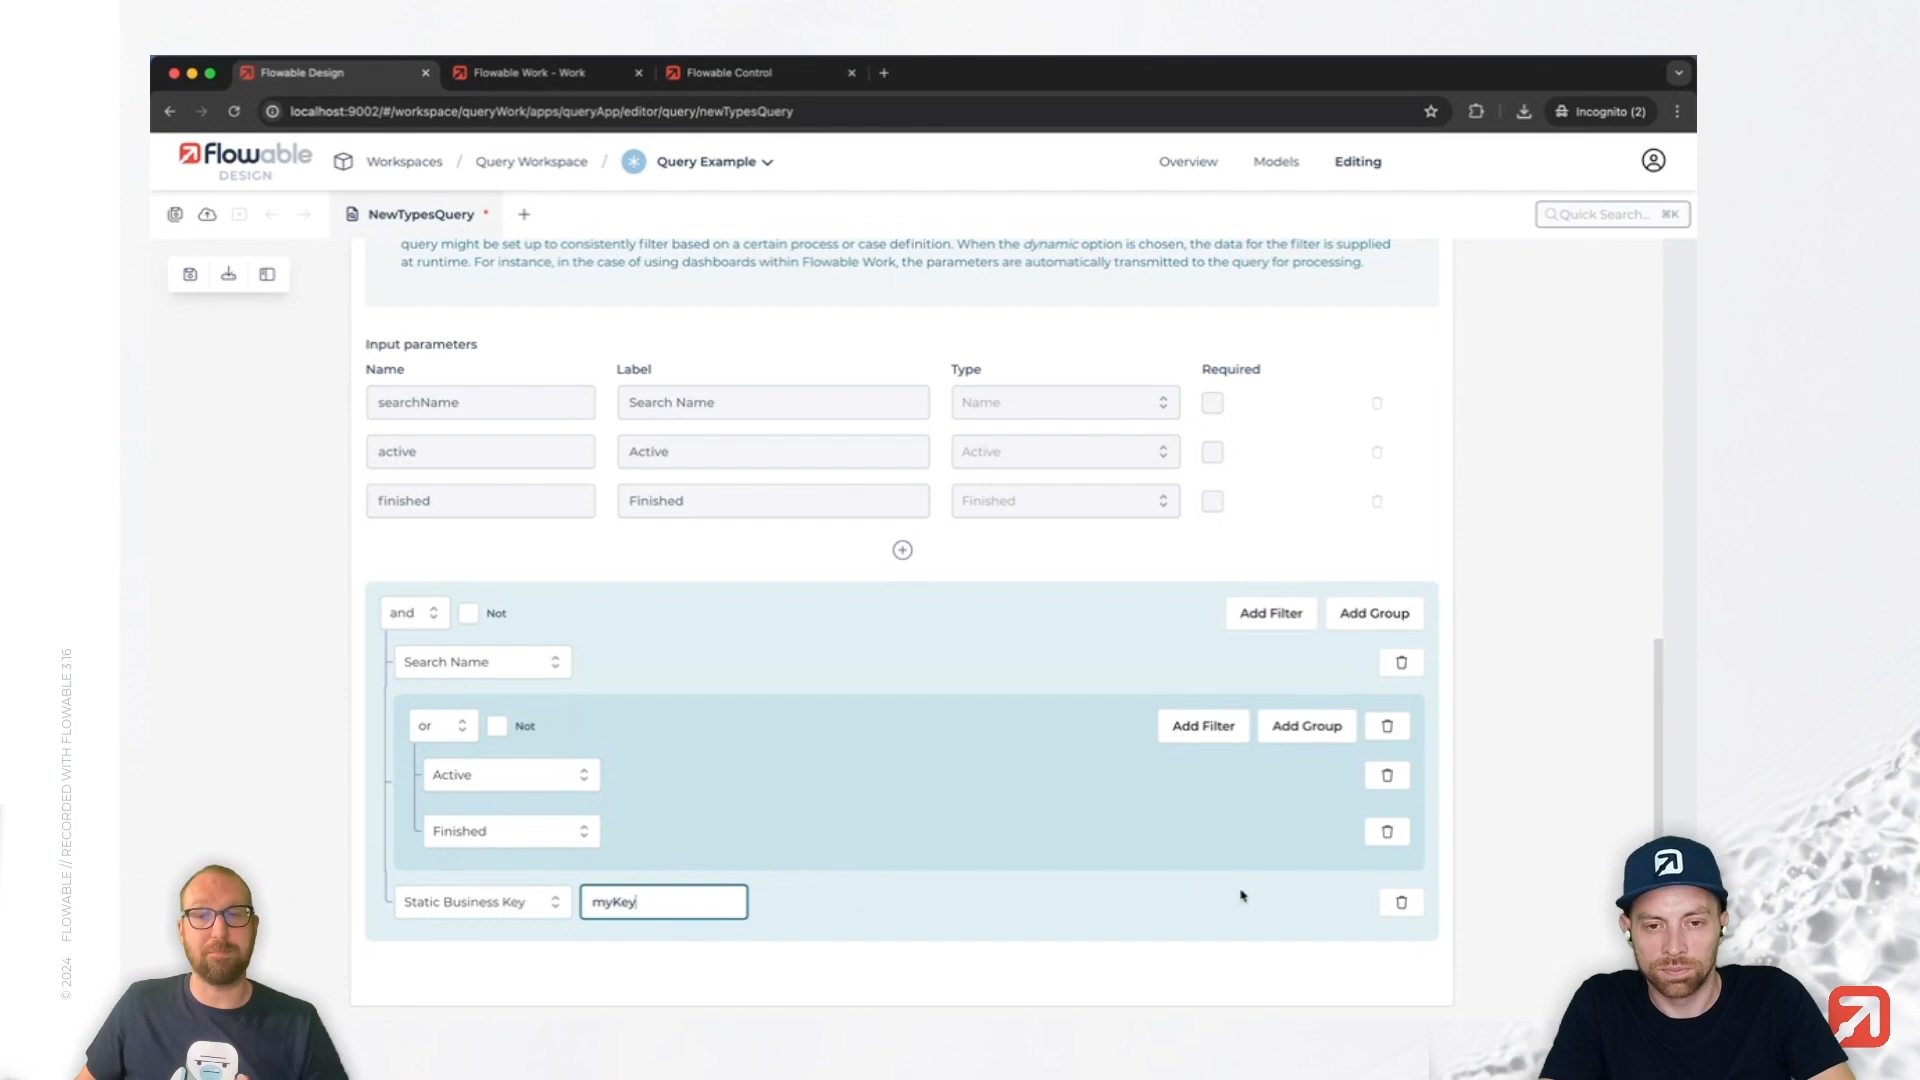 Flowable Design
Flowable Work - Work
Flowable Control
localhost:9002/#/workspace/queryWork/apps/queryApp/editor/query/newTypesQuery
Incognito (2)
flowable
DESIGN
Workspaces / Query Workspace / Query Example
Overview
Models
Editing
NewTypesQuery *
Quick Search... ⌘K
query might be set up to consistently filter based on a certain process or case definition. When the dynamic option is chosen, the data for the filter is supplied
at runtime. For instance, in the case of using dashboards within Flowable Work, the parameters are automatically transmitted to the query for processing.
Input parameters
Name Label Type Required
searchName Search Name Name
active Active Active
finished Finished Finished
and Not Add Filter Add Group
Search Name
or Not Add Filter Add Group
Active
Finished
Static Business Key myKey
© 2024 FLOWABLE // RECORDED WITH FLOWABLE 3.16